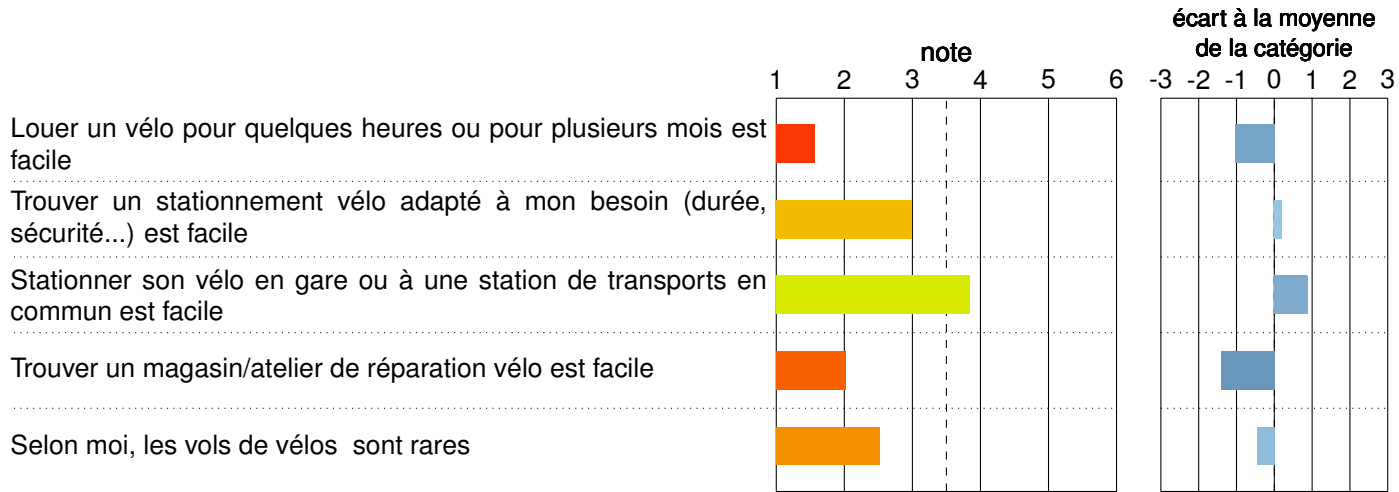 écart à la moyenne
de la catégorie
note
1 2 3 4 5 6
-3 -2 -1 0 1 2 3
Louer un vélo pour quelques heures ou pour plusieurs mois est
facile
Trouver un stationnement vélo adapté à mon besoin (durée,
sécurité...) est facile
Stationner son vélo en gare ou à une station de transports en
commun est facile
Trouver un magasin/atelier de réparation vélo est facile
Selon moi, les vols de vélos sont rares